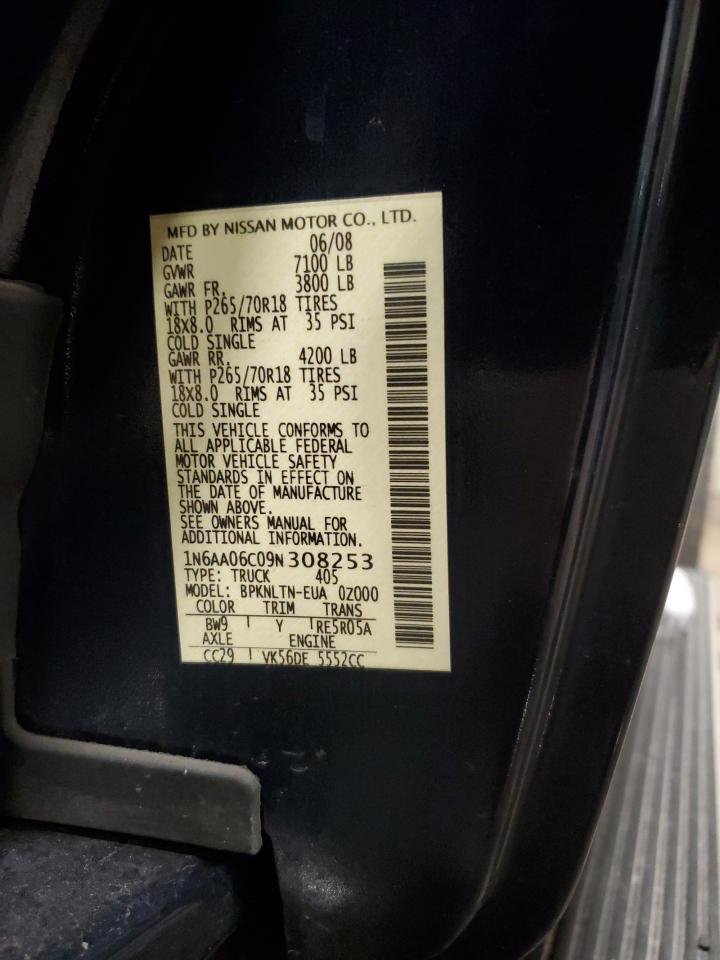 MFD BY NISSAN MOTOR CO., LTD.
DATE 06/08
GVWR 7100 LB
GAWR FR. 3800 LB
WITH P265/70R18 TIRES
18X8.0 RIMS AT 35 PSI
COLD SINGLE
GAWR RR. 4200 LB
WITH P265/70R18 TIRES
18X8.0 RIMS AT 35 PSI
COLD SINGLE
THIS VEHICLE CONFORMS TO
ALL APPLICABLE FEDERAL
MOTOR VEHICLE SAFETY
STANDARDS IN EFFECT ON
THE DATE OF MANUFACTURE
SHOWN ABOVE.
SEE OWNERS MANUAL FOR
ADDITIONAL INFORMATION.
1N6AA06C09N308253
TYPE: TRUCK 405
MODEL: BPKNLTN-EUA 0Z000
COLOR TRIM TRANS
BW9 Y RE5R05A
AXLE ENGINE
CC29 VK56DE 5552CC